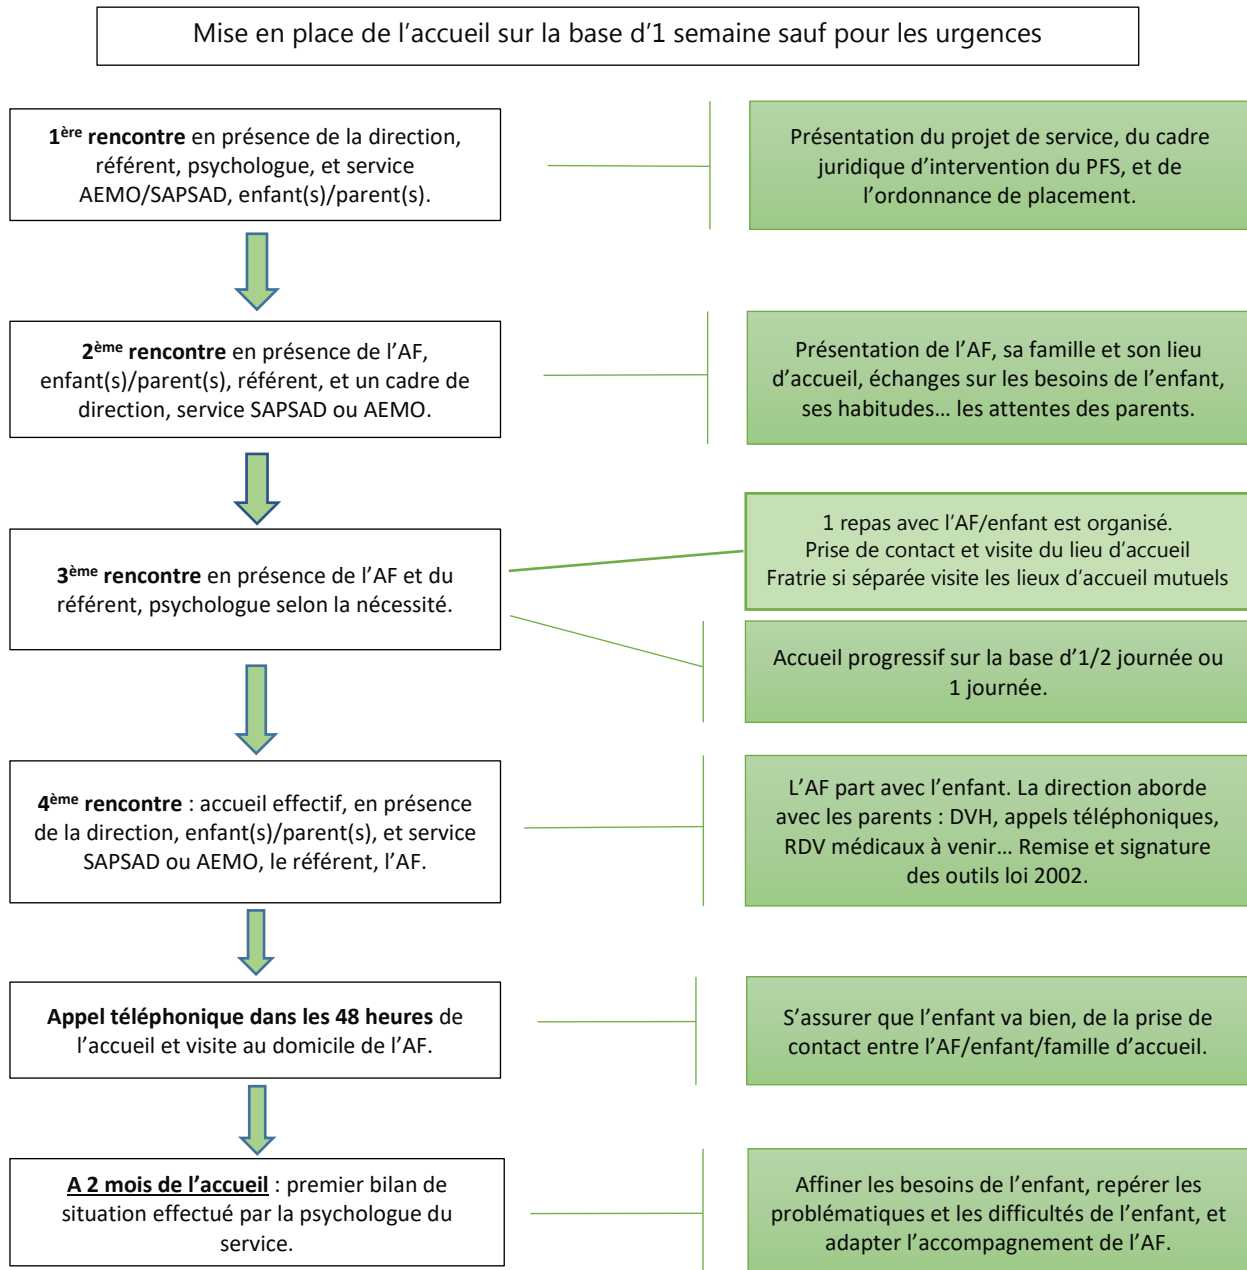 Mise en place de l’accueil sur la base d’1 semaine sauf pour les urgences
1ère rencontre en présence de la direction,
référent, psychologue, et service
AEMO/SAPSAD, enfant(s)/parent(s).
Présentation du projet de service, du cadre
juridique d’intervention du PFS, et de
l’ordonnance de placement.
2ème rencontre en présence de l’AF,
enfant(s)/parent(s), référent, et un cadre de
direction, service SAPSAD ou AEMO.
Présentation de l’AF, sa famille et son lieu
d’accueil, échanges sur les besoins de l’enfant,
ses habitudes… les attentes des parents.
3ème rencontre en présence de l’AF et du
référent, psychologue selon la nécessité.
1 repas avec l’AF/enfant est organisé.
Prise de contact et visite du lieu d’accueil
Fratrie si séparée visite les lieux d’accueil mutuels
Accueil progressif sur la base d’1/2 journée ou
1 journée.
4ème rencontre : accueil effectif, en présence
de la direction, enfant(s)/parent(s), et service
SAPSAD ou AEMO, le référent, l’AF.
L’AF part avec l’enfant. La direction aborde
avec les parents : DVH, appels téléphoniques,
RDV médicaux à venir… Remise et signature
des outils loi 2002.
Appel téléphonique dans les 48 heures de
l’accueil et visite au domicile de l’AF.
S’assurer que l’enfant va bien, de la prise de
contact entre l’AF/enfant/famille d’accueil.
A 2 mois de l’accueil : premier bilan de
situation effectué par la psychologue du
service.
Affiner les besoins de l’enfant, repérer les
problématiques et les difficultés de l’enfant, et
adapter l’accompagnement de l’AF.